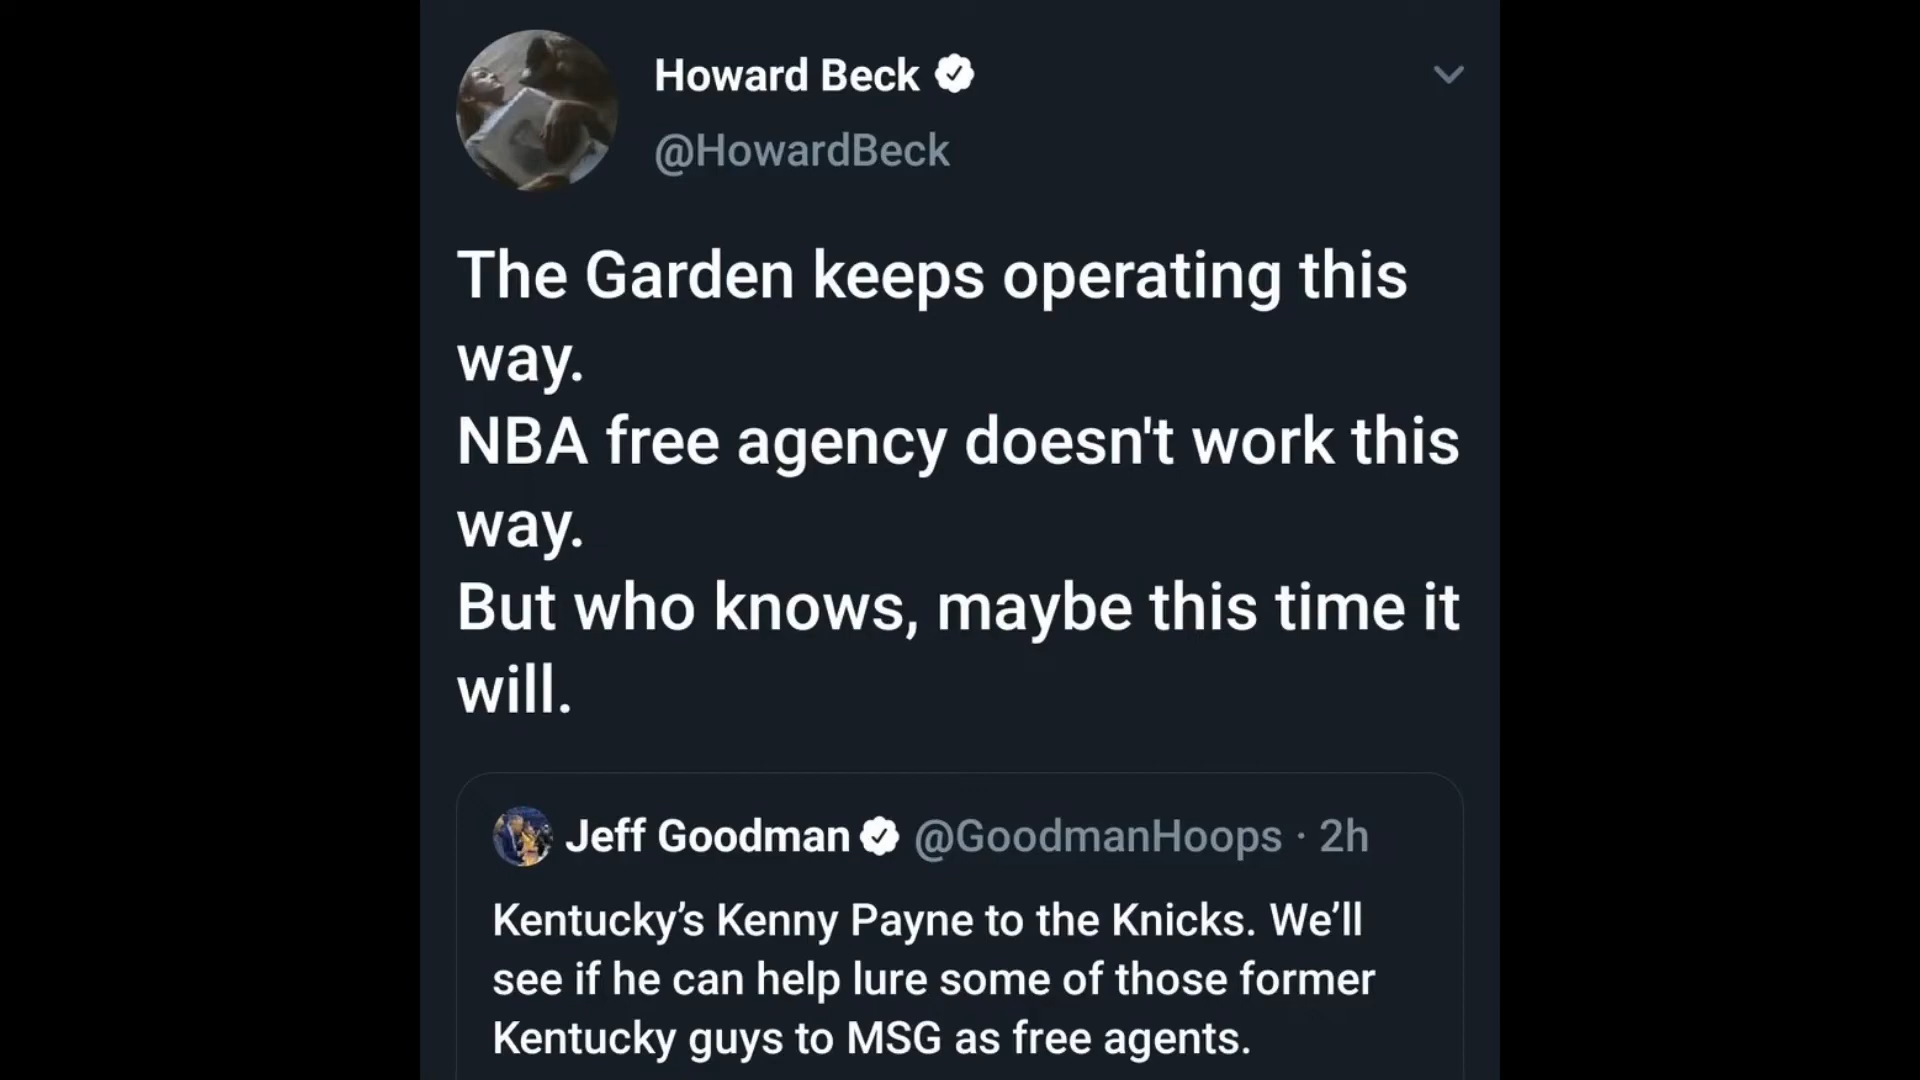 Howard Beck
@HowardBeck
The Garden keeps operating this
way.
NBA free agency doesn't work this
way.
But who knows, maybe this time it
will.
Jeff Goodman @GoodmanHoops · 2h
Kentucky’s Kenny Payne to the Knicks. We’ll
see if he can help lure some of those former
Kentucky guys to MSG as free agents.